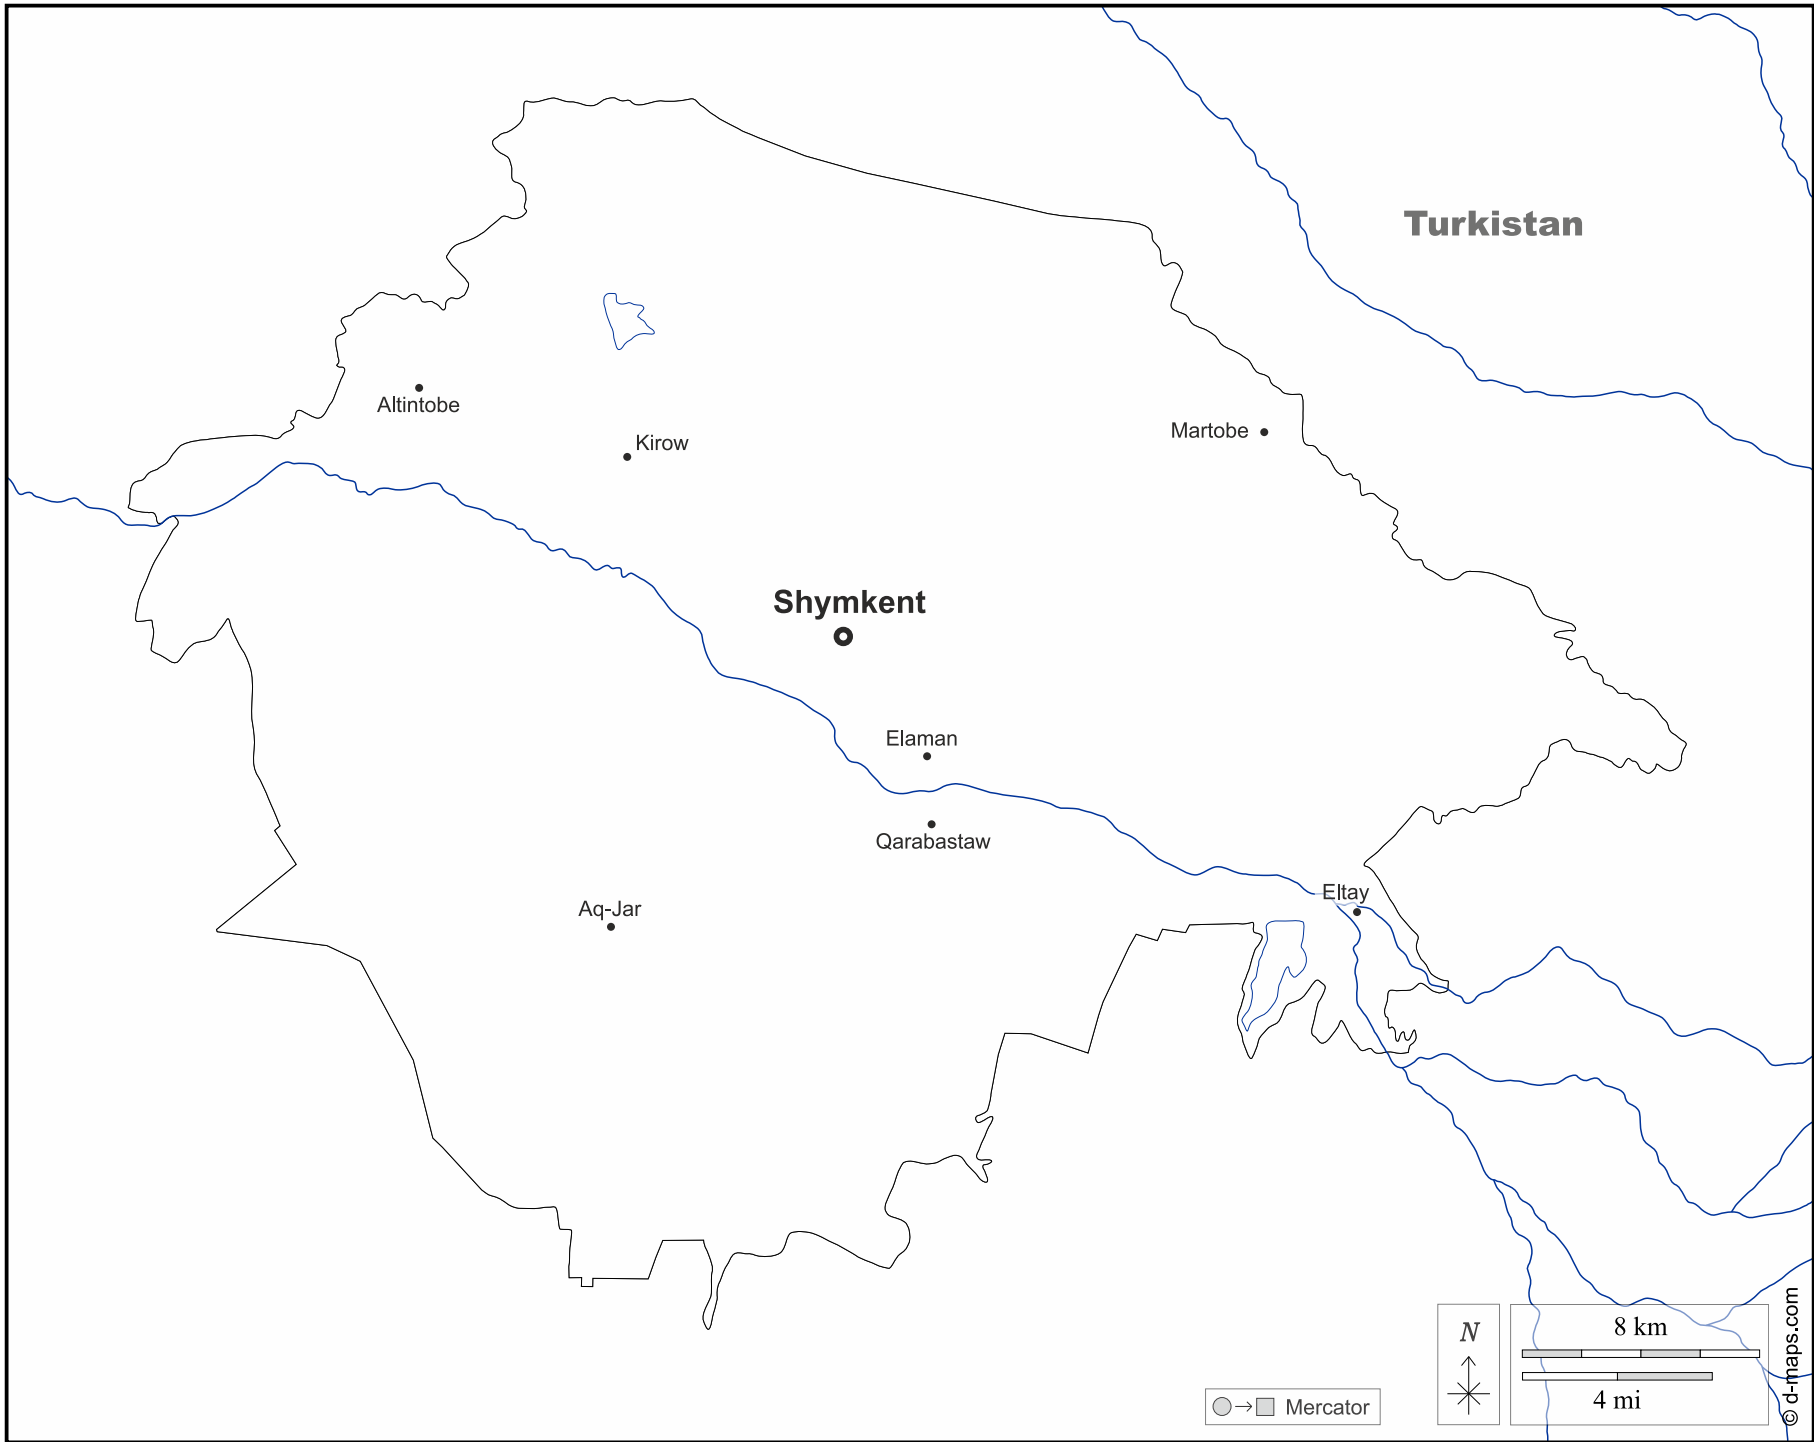 Turkistan
Altintobe
Kirow
Martobe
Shymkent
Elaman
Qarabastaw
Eltay
Aq-Jar
N
8 km
4 mi
Mercator
© d-maps.com